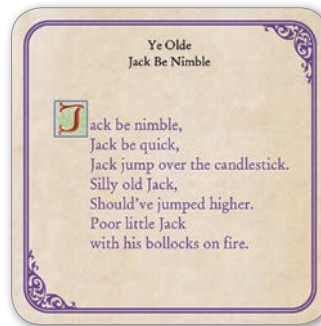 Ye Olde
Jack Be Nimble
Jack be nimble,
Jack be quick,
Jack jump over the candlestick.
Silly old Jack,
Should've jumped higher.
Poor little Jack
with his bollocks on fire.